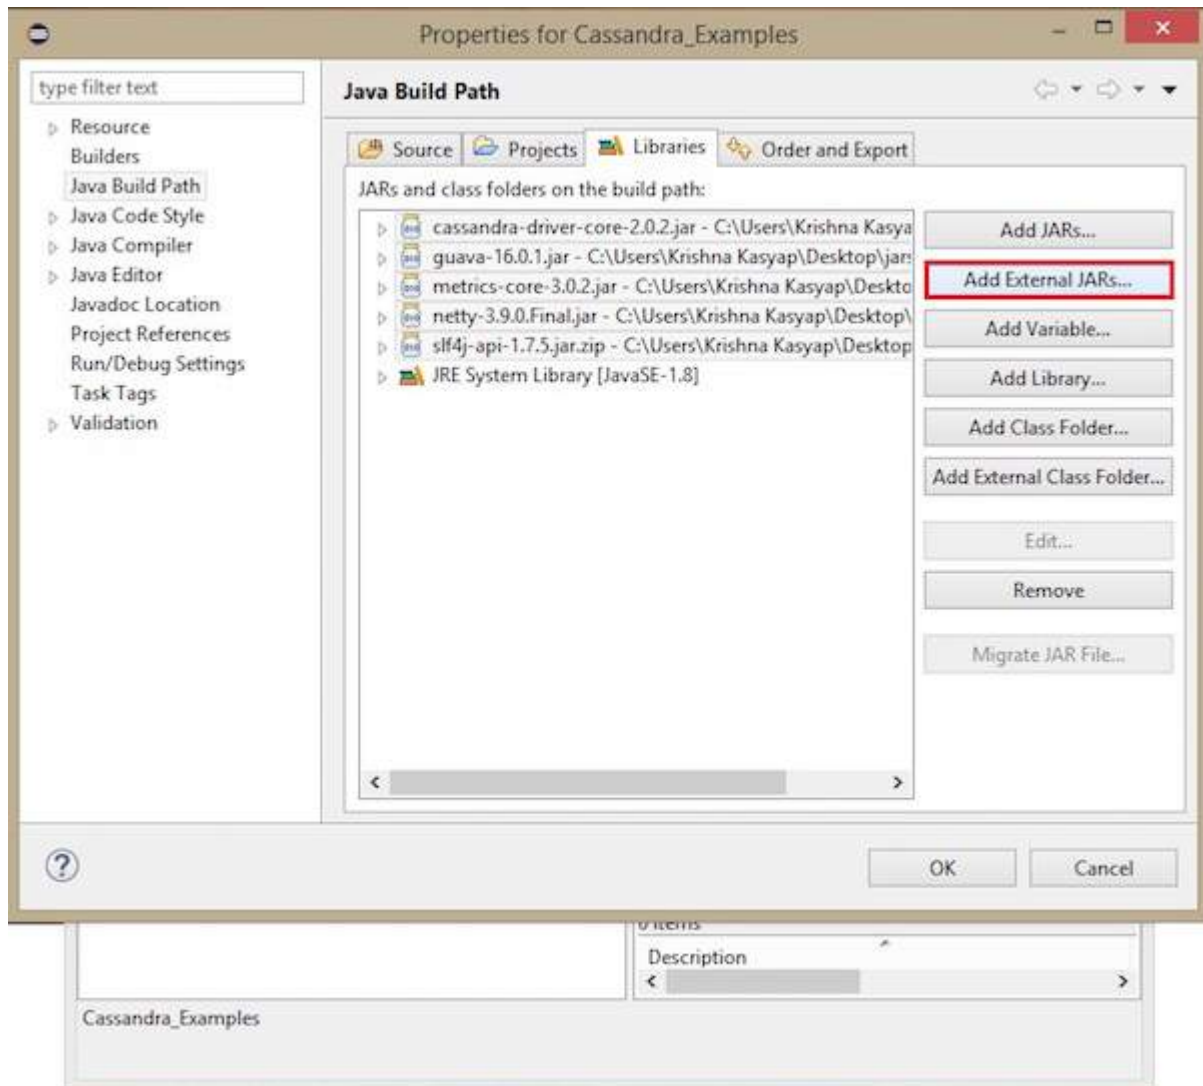 Properties for Cassandra_Examples
type filter text
Resource
Builders
Java Build Path
Java Code Style
Java Compiler
Java Editor
Javadoc Location
Project References
Run/Debug Settings
Task Tags
Validation
Java Build Path
Source Projects Libraries Order and Export
JARs and class folders on the build path:
cassandra-driver-core-2.0.2.jar - C:\Users\Krishna Kasya
guava-16.0.1.jar - C:\Users\Krishna Kasyap\Desktop\jars
metrics-core-3.0.2.jar - C:\Users\Krishna Kasyap\Deskto
netty-3.9.0.Final.jar - C:\Users\Krishna Kasyap\Desktop\
slf4j-api-1.7.5.jar.zip - C:\Users\Krishna Kasyap\Desktop
JRE System Library [JavaSE-1.8]
Add JARs...
Add External JARs...
Add Variable...
Add Library...
Add Class Folder...
Add External Class Folder...
Edit...
Remove
Migrate JAR File...
OK Cancel
0 items
Description
Cassandra_Examples